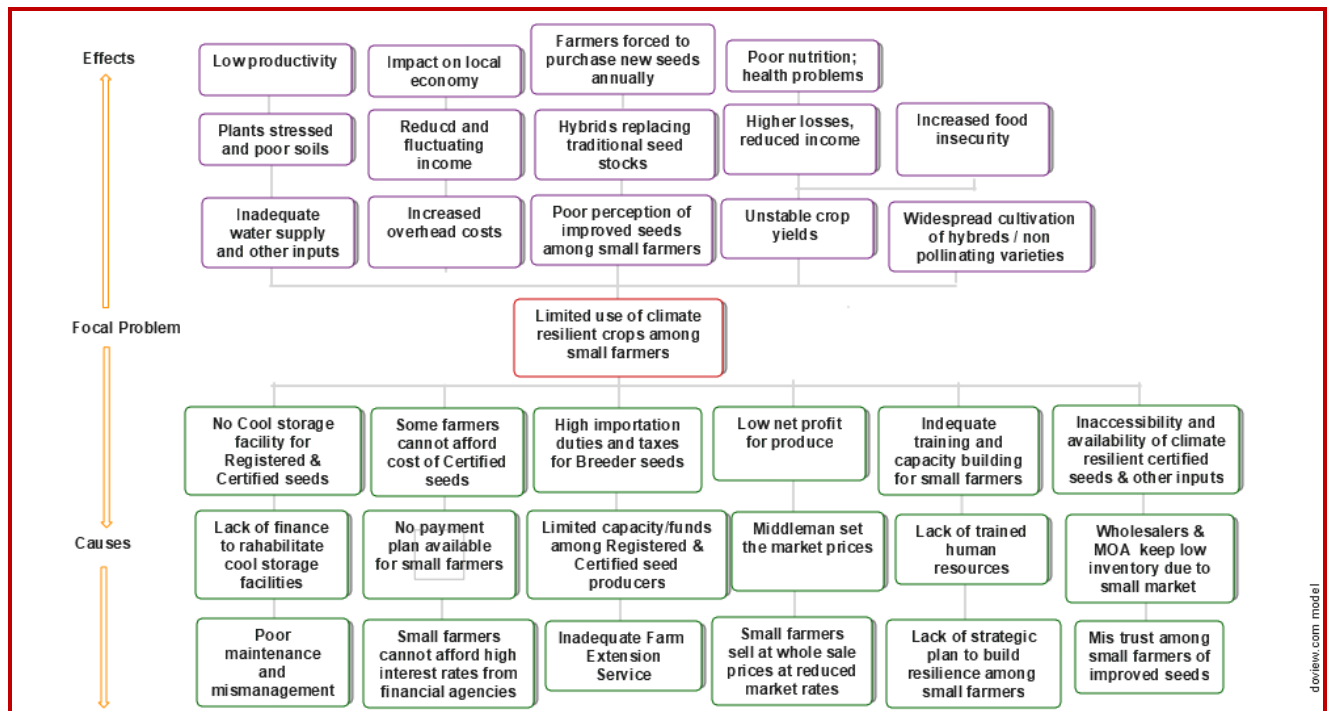 Effects
Low productivity
Impact on local
economy
Farmers forced to
purchase new seeds
annually
Poor nutrition;
health problems
Plants stressed
and poor soils
Reducd and
fluctuating
income
Hybrids replacing
traditional seed
stocks
Higher losses,
reduced income
Increased food
insecurity
Inadequate
water supply
and other inputs
Increased
overhead costs
Poor perception of
improved seeds
among small farmers
Unstable crop
yields
Widespread cultivation
of hybreds / non
pollinating varieties
Focal Problem
Limited use of climate
resilient crops among
small farmers
No Cool storage
facility for
Registered &
Certified seeds
Some farmers
cannot afford
cost of Certified
seeds
High importation
duties and taxes
for Breeder seeds
Low net profit
for produce
Indequate
training and
capacity building
for small farmers
Inaccessibility and
availability of climate
resilient certified
seeds & other inputs
Causes
Lack of finance
to rahabilitate
cool storage
facilities
No payment
plan available
for small farmers
Limited capacity/funds
among Registered &
Certified seed
producers
Middleman set
the market prices
Lack of trained
human
resources
Wholesalers &
MOA keep low
inventory due to
small market
Poor
maintenance
and
mismanagement
Small farmers
cannot afford high
interest rates from
financial agencies
Inadequate Farm
Extension
Service
Small farmers
sell at whole sale
prices at reduced
market rates
Lack of strategic
plan to build
resilience among
small farmers
Mis trust among
small farmers of
improved seeds
doview.com model